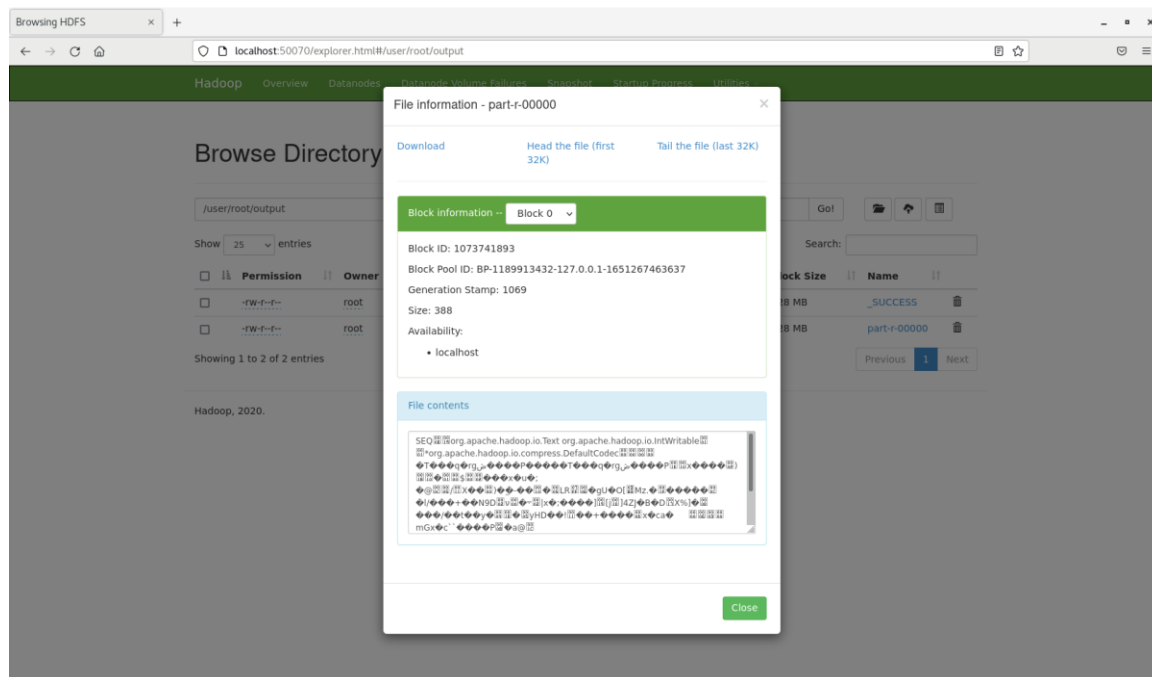 Browsing HDFS
localhost:50070/explorer.html#/user/root/output
Hadoop Overview Datanodes Datanode Volume Failures Snapshot Startup Progress Utilities
File information - part-r-00000
Download Head the file (first 32K) Tail the file (last 32K)
Browse Directory
/user/root/output Go!
Block information -- Block 0
Show 25 entries Search:
Block ID: 1073741893
Block Pool ID: BP-1189913432-127.0.0.1-1651267463637
Permission Owner ock Size Name
Generation Stamp: 1069
-rw-r--r-- root 28 MB _SUCCESS
Size: 388
-rw-r--r-- root 28 MB part-r-00000
Availability:
localhost
Showing 1 to 2 of 2 entries Previous 1 Next
Hadoop, 2020.
File contents
SEQ org.apache.hadoop.io.Text org.apache.hadoop.io.IntWritable
*org.apache.hadoop.io.compress.DefaultCodec
Close